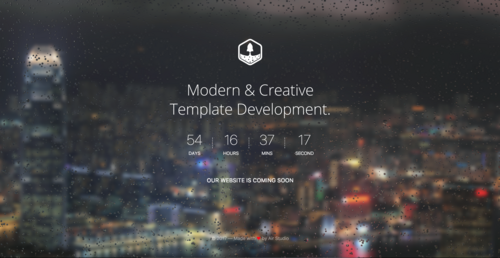 Modern & Creative
Template Development.
54 16 37 17
DAYS HOURS MINS SECOND
OUR WEBSITE IS COMING SOON